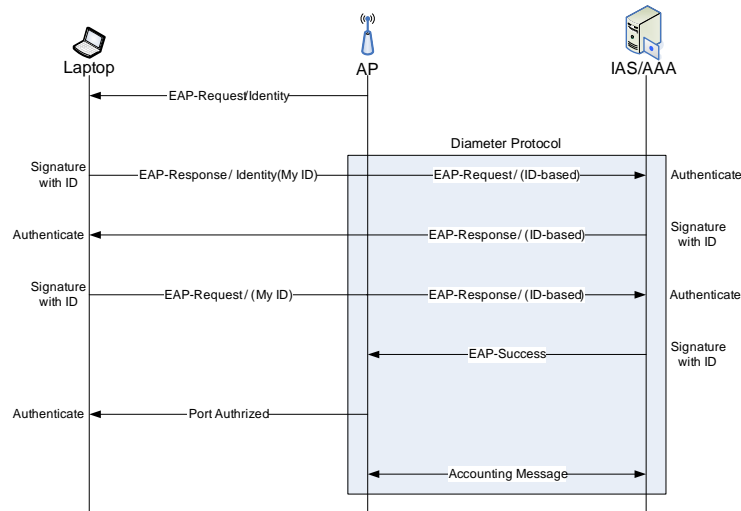 Laptop
AP
IAS/AAA
EAP-Request/Identity
Diameter Protocol
Signature
with ID
EAP-Response/ Identity(My ID)
EAP-Request/ (ID-based)
Authenticate
Authenticate
EAP-Response/ (ID-based)
Signature
with ID
Signature
with ID
EAP-Request/ (My ID)
EAP-Response/ (ID-based)
Authenticate
EAP-Success
Signature
with ID
Authenticate
Port Authrized
Accounting Message